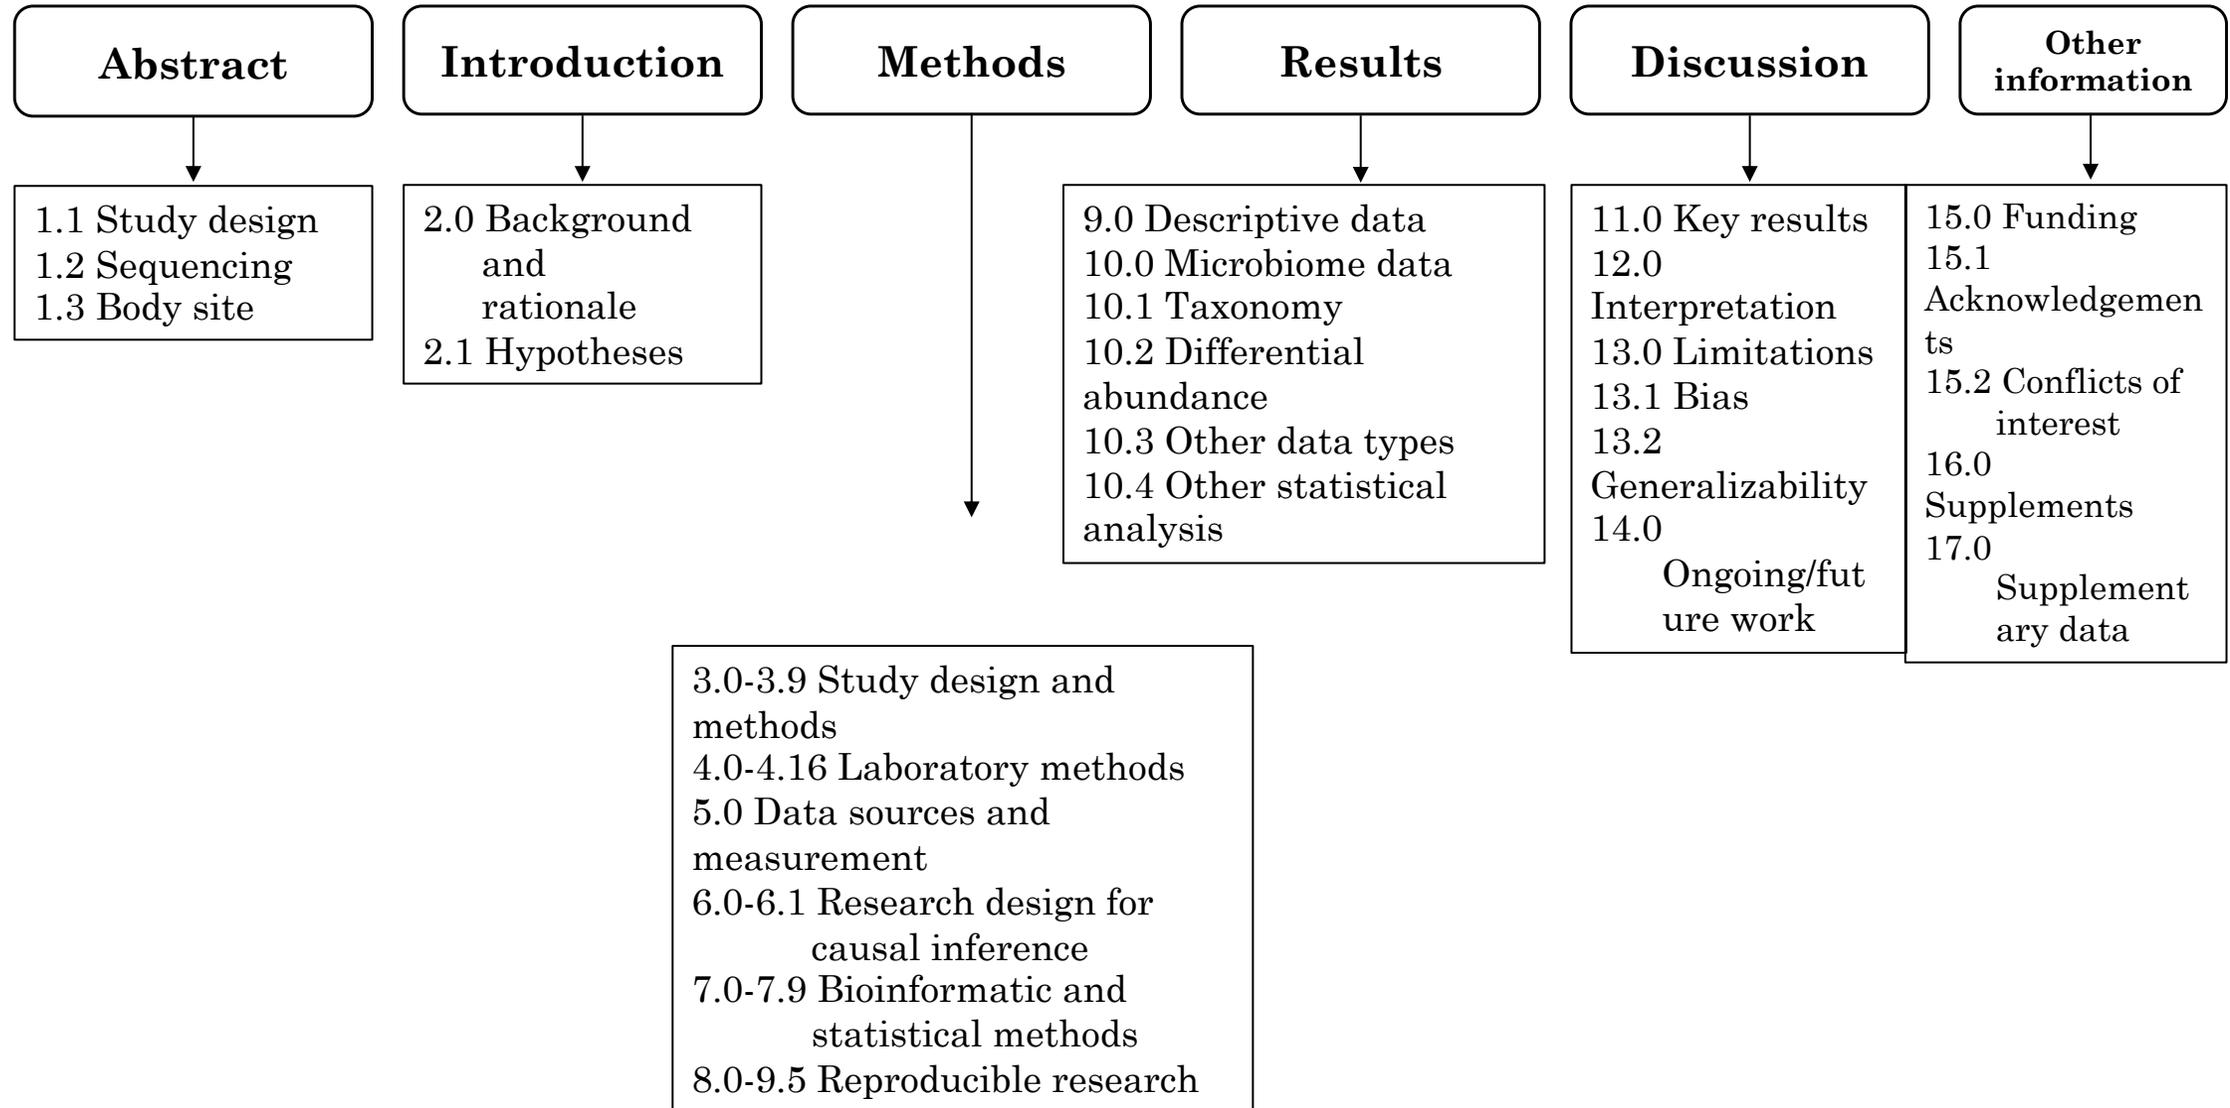 Abstract
Introduction
Methods
Results
Discussion
Other
information
1.1 Study design
1.2 Sequencing
1.3 Body site
2.0 Background
and
rationale
2.1 Hypotheses
3.0-3.9 Study design and
methods
4.0-4.16 Laboratory methods
5.0 Data sources and
measurement
6.0-6.1 Research design for
causal inference
7.0-7.9 Bioinformatic and
statistical methods
8.0-9.5 Reproducible research
9.0 Descriptive data
10.0 Microbiome data
10.1 Taxonomy
10.2 Differential
abundance
10.3 Other data types
10.4 Other statistical
analysis
11.0 Key results
12.0
Interpretation
13.0 Limitations
13.1 Bias
13.2
Generalizability
14.0
Ongoing/fut
ure work
15.0 Funding
15.1
Acknowledgemen
ts
15.2 Conflicts of
interest
16.0
Supplements
17.0
Supplement
ary data